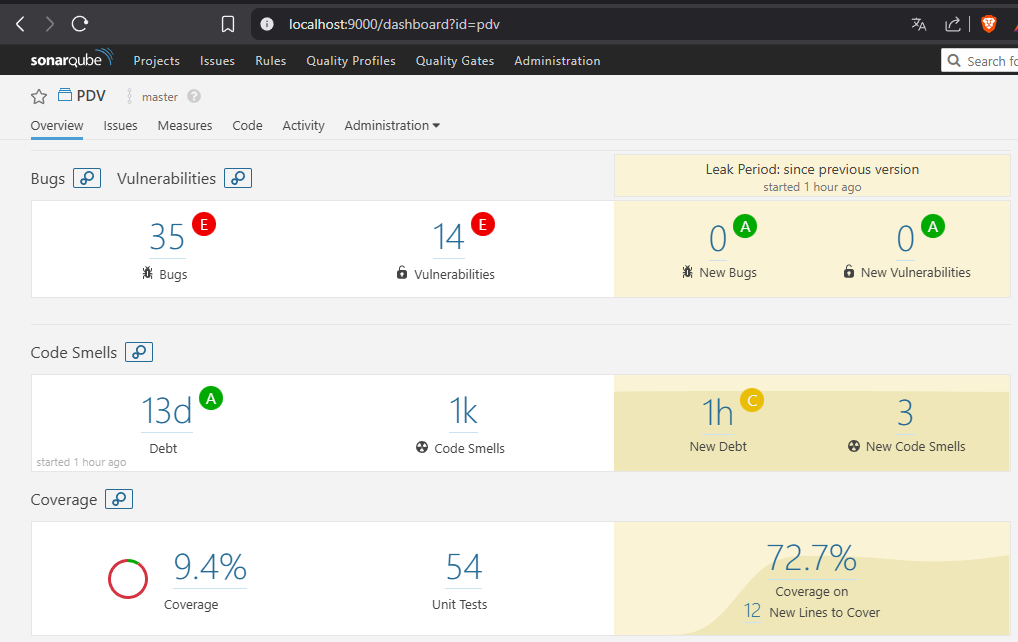 localhost:9000/dashboard?id=pdv
sonarqube Projects Issues Rules Quality Profiles Quality Gates Administration Search fo
PDV master ?
Overview Issues Measures Code Activity Administration
Bugs Vulnerabilities
Leak Period: since previous version
started 1 hour ago
35 E 14 E 0 A 0 A
Bugs Vulnerabilities New Bugs New Vulnerabilities
Code Smells
13d A 1k 1h C 3
Debt Code Smells New Debt New Code Smells
started 1 hour ago
Coverage
9.4% 54 72.7%
Coverage Unit Tests Coverage on
12 New Lines to Cover